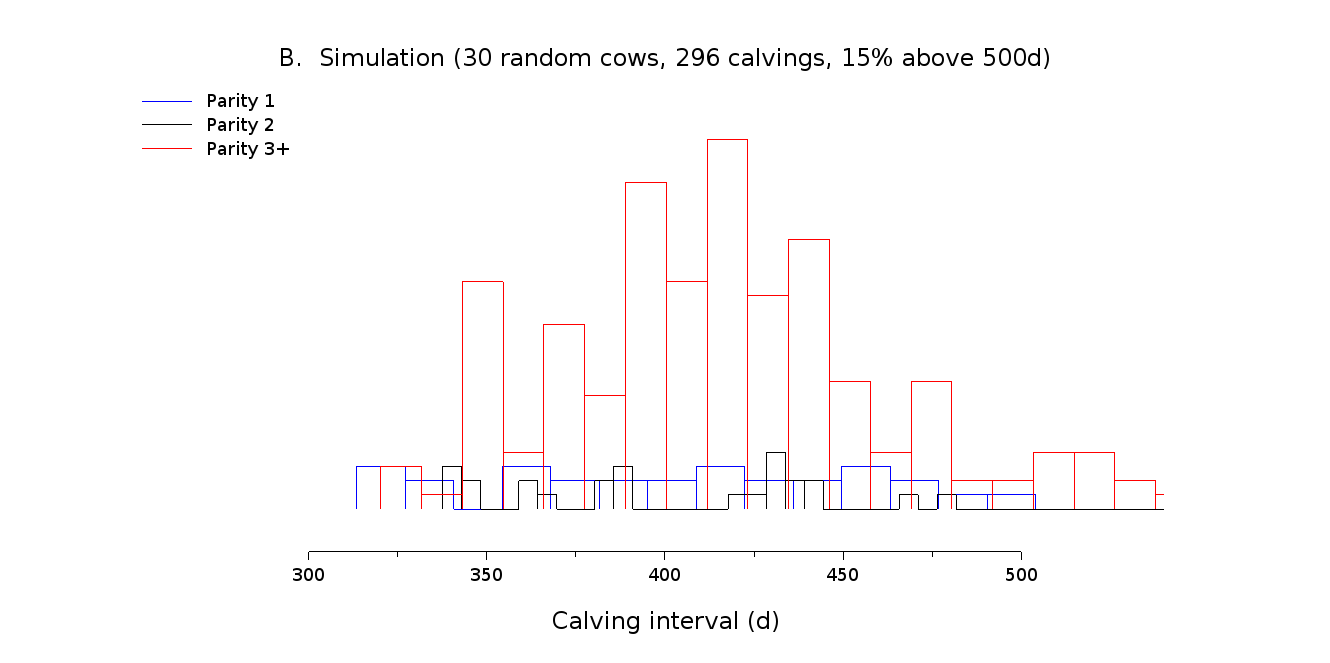 B.  Simulation (30 random cows, 296 calvings, 15% above 500d)
Parity 1
Parity 2
Parity 3+
300 350 400 450 500
Calving interval (d)